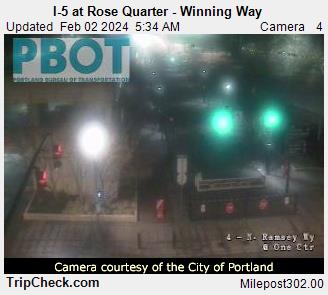 I-5 at Rose Quarter - Winning Way
Updated Feb 02 2024 5:34 AM Camera 4
PBOT
PORTLAND BUREAU OF TRANSPORTATION
4 - N. Ramsey Wy
@ One Ctr
Camera courtesy of the City of Portland
TripCheck.com Milepost302.00